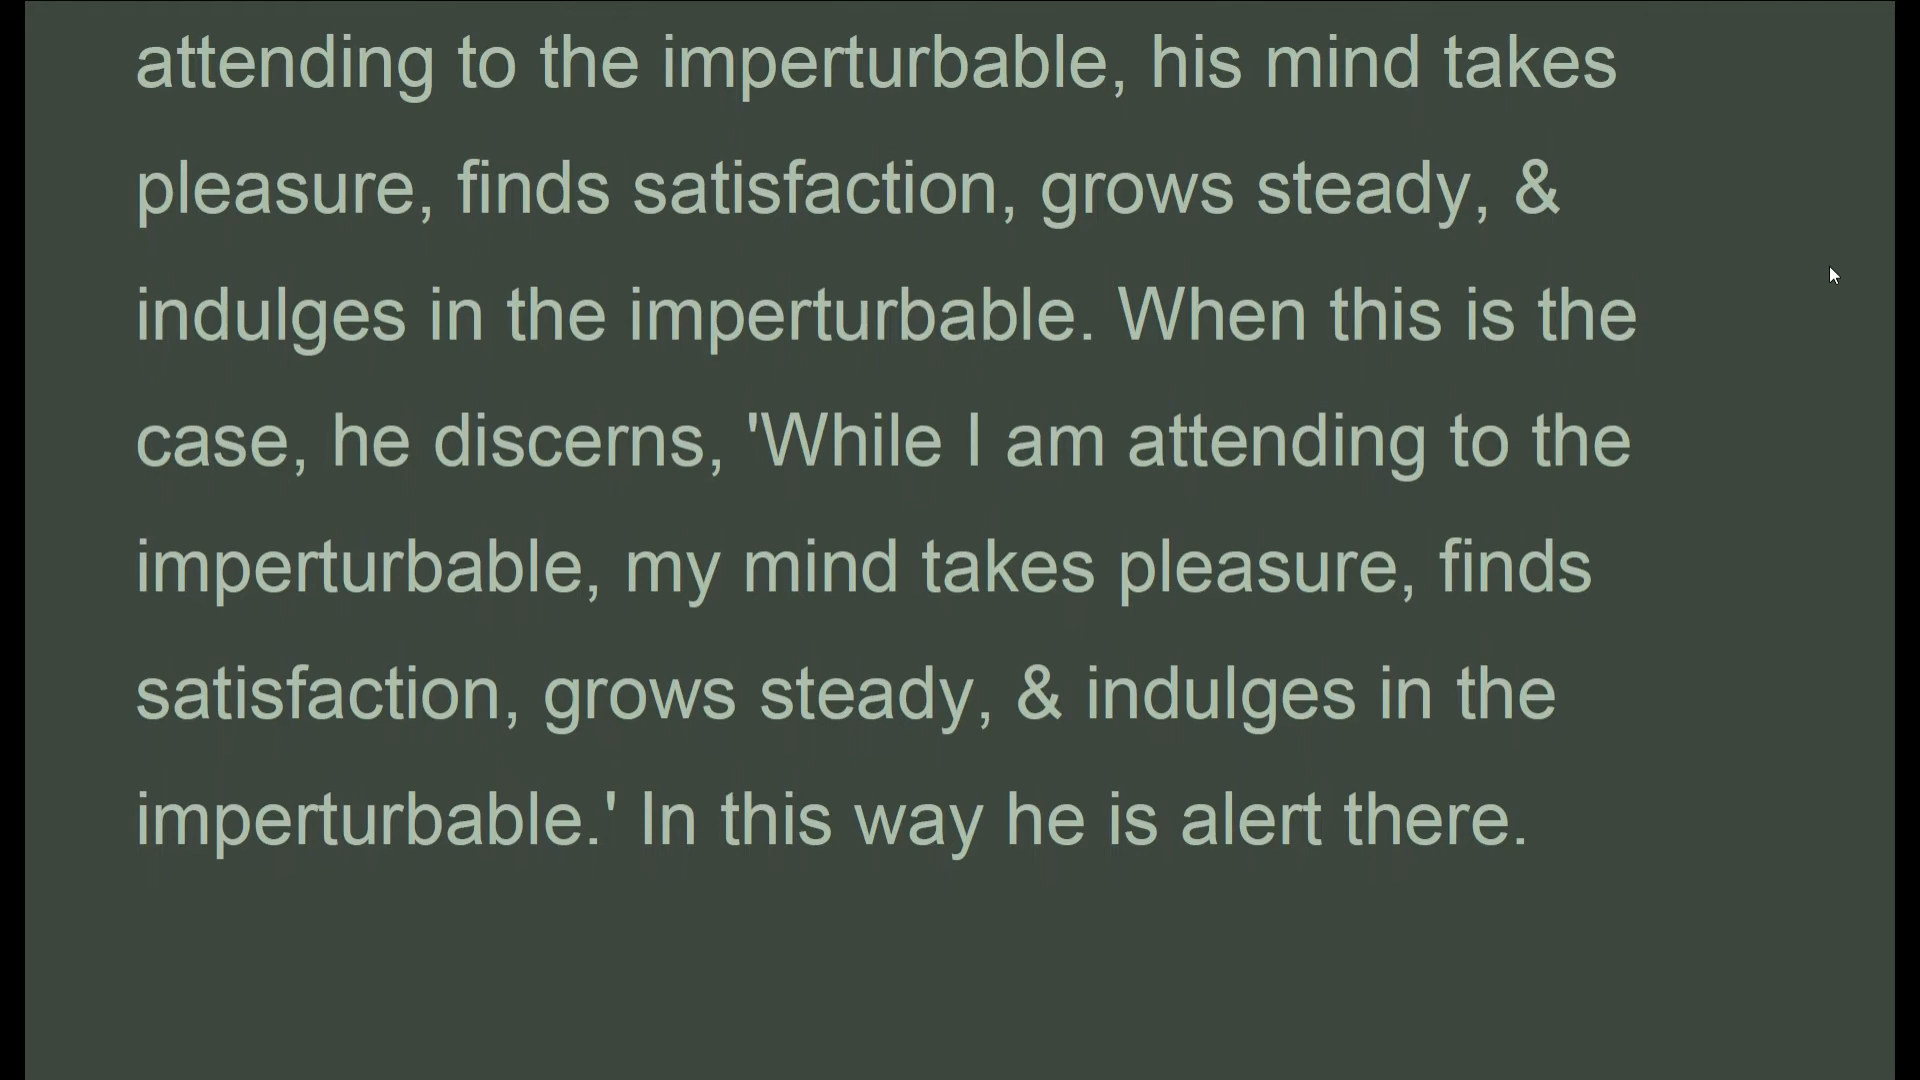 attending to the imperturbable, his mind takes
pleasure, finds satisfaction, grows steady, &
indulges in the imperturbable. When this is the
case, he discerns, 'While I am attending to the
imperturbable, my mind takes pleasure, finds
satisfaction, grows steady, & indulges in the
imperturbable.' In this way he is alert there.